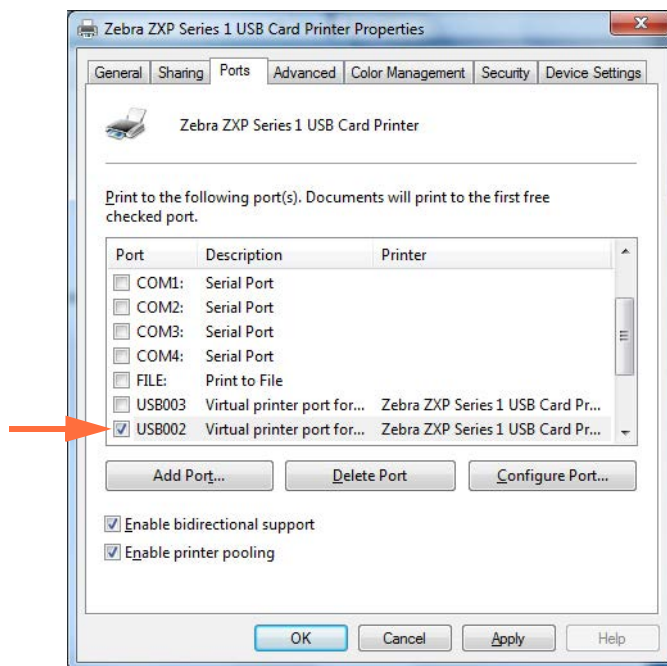 Zebra ZXP Series 1 USB Card Printer Properties
General Sharing Ports Advanced Color Management Security Device Settings
Zebra ZXP Series 1 USB Card Printer
Print to the following port(s). Documents will print to the first free
checked port.
Port Description Printer
COM1: Serial Port
COM2: Serial Port
COM3: Serial Port
COM4: Serial Port
FILE: Print to File
USB003 Virtual printer port for... Zebra ZXP Series 1 USB Card Pr...
USB002 Virtual printer port for... Zebra ZXP Series 1 USB Card Pr...
Add Port... Delete Port Configure Port...
Enable bidirectional support
Enable printer pooling
OK Cancel Apply Help